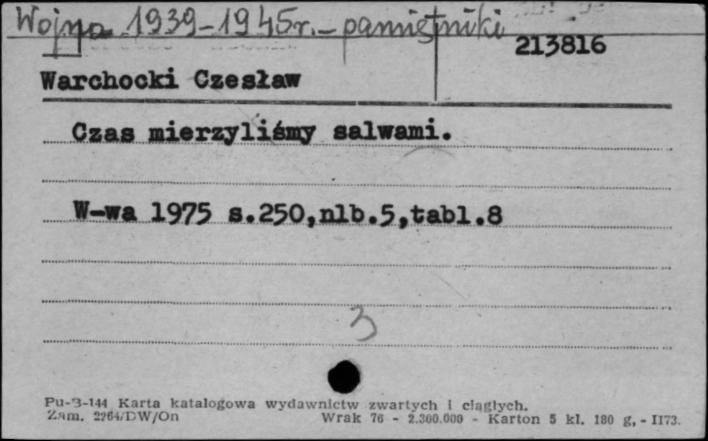 Wojna 1939-1945r. - pamiętniki
213816
Warchocki Czesław
Czas mierzyliśmy salwami.
W-wa 1975 s.250,nlb.5,tabl.8
3
Pu-B-144 Karta katalogowa wydawnictw zwartych i ciągłych.
Zam. 2264/DW/On Wrak 76 - 2.300.000 - Karton 5 kl. 180 g, - II73.